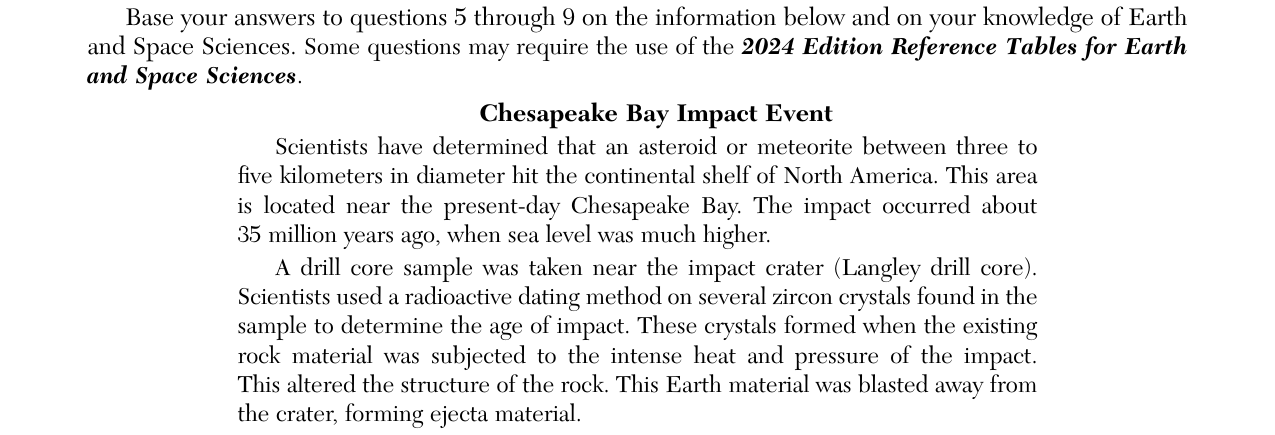 Base your answers to questions 5 through 9 on the information below and on your knowledge of Earth
and Space Sciences. Some questions may require the use of the 2024 Edition Reference Tables for Earth
and Space Sciences.
Chesapeake Bay Impact Event
Scientists have determined that an asteroid or meteorite between three to
five kilometers in diameter hit the continental shelf of North America. This area
is located near the present-day Chesapeake Bay. The impact occurred about
35 million years ago, when sea level was much higher.
A drill core sample was taken near the impact crater (Langley drill core).
Scientists used a radioactive dating method on several zircon crystals found in the
sample to determine the age of impact. These crystals formed when the existing
rock material was subjected to the intense heat and pressure of the impact.
This altered the structure of the rock. This Earth material was blasted away from
the crater, forming ejecta material.